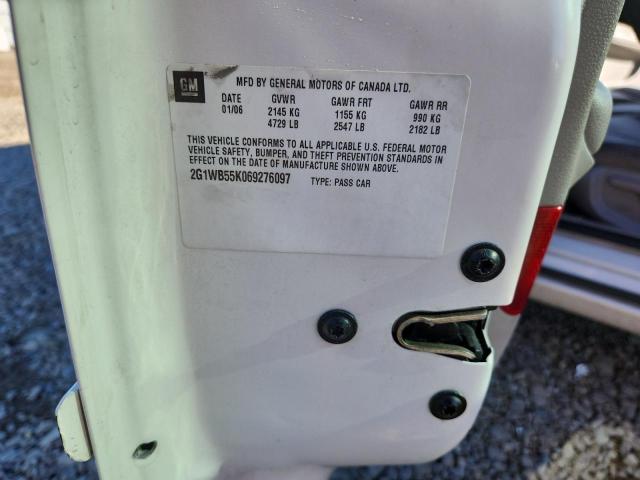 GM
MFD BY GENERAL MOTORS OF CANADA LTD.
DATE GVWR GAWR FRT GAWR RR
01/06 2145 KG 1155 KG 990 KG
4729 LB 2547 LB 2182 LB
THIS VEHICLE CONFORMS TO ALL APPLICABLE U.S. FEDERAL MOTOR
VEHICLE SAFETY, BUMPER, AND THEFT PREVENTION STANDARDS IN
EFFECT ON THE DATE OF MANUFACTURE SHOWN ABOVE.
2G1WB55K069276097 TYPE: PASS CAR